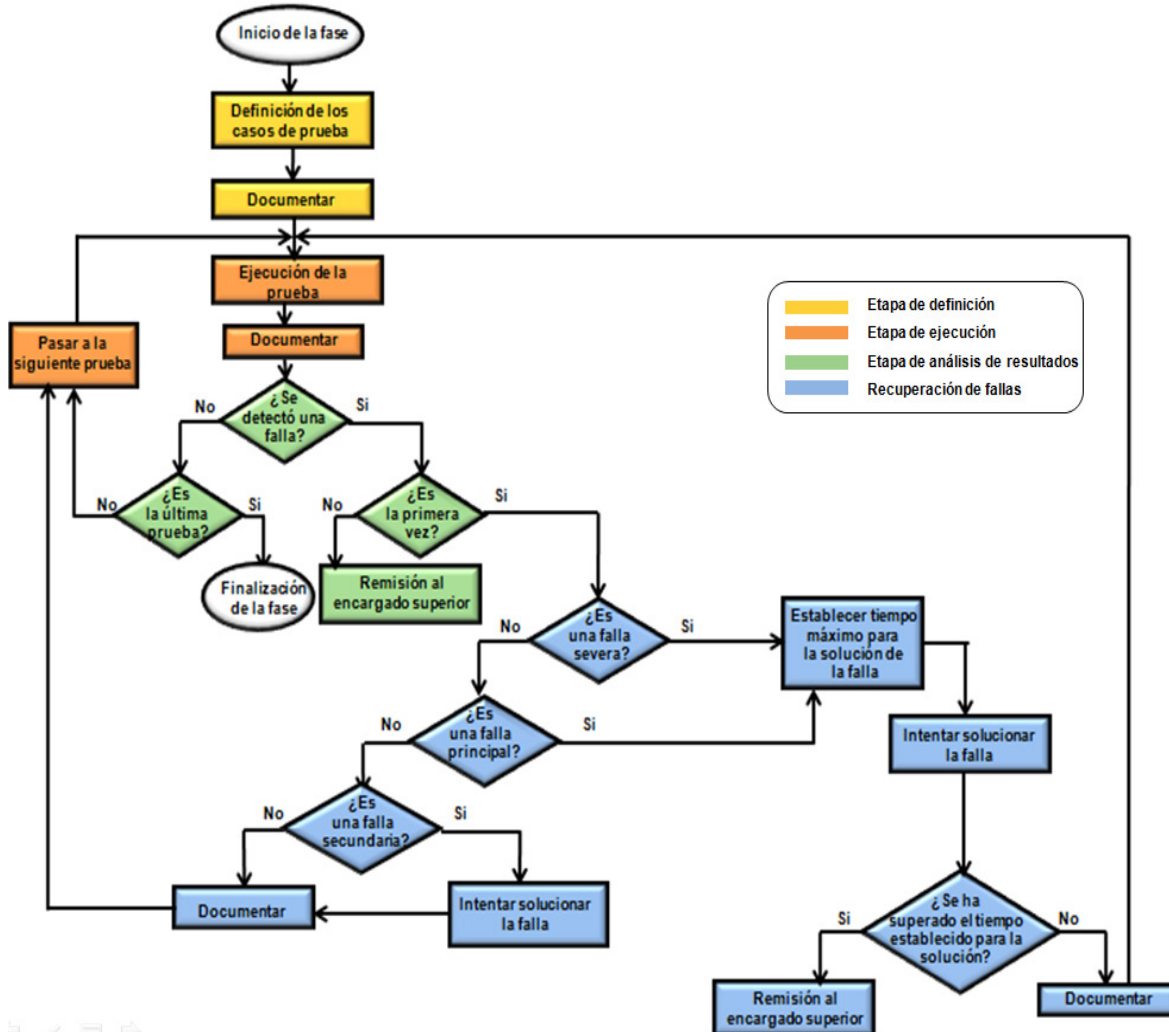 Inicio de la fase
Definición de los
casos de prueba
Documentar
Ejecución de la
prueba
Documentar
Pasar a la
siguiente prueba
Etapa de definición
Etapa de ejecución
Etapa de análisis de resultados
Recuperación de fallas
¿Se
detectó una
falla?
No
Si
¿Es
la última
prueba?
No
Si
¿Es
la primera
vez?
No
Si
Finalización
de la fase
Remisión al
encargado superior
¿Es
una falla
severa?
No
Si
Establecer tiempo
máximo para
la solución de
la falla
¿Es
una falla
principal?
No
Si
Intentar solucionar
la falla
¿Es
una falla
secundaria?
No
Si
Documentar
Intentar solucionar
la falla
¿Se ha
superado el tiempo
establecido para la
solución?
Si
No
Remisión al
encargado superior
Documentar